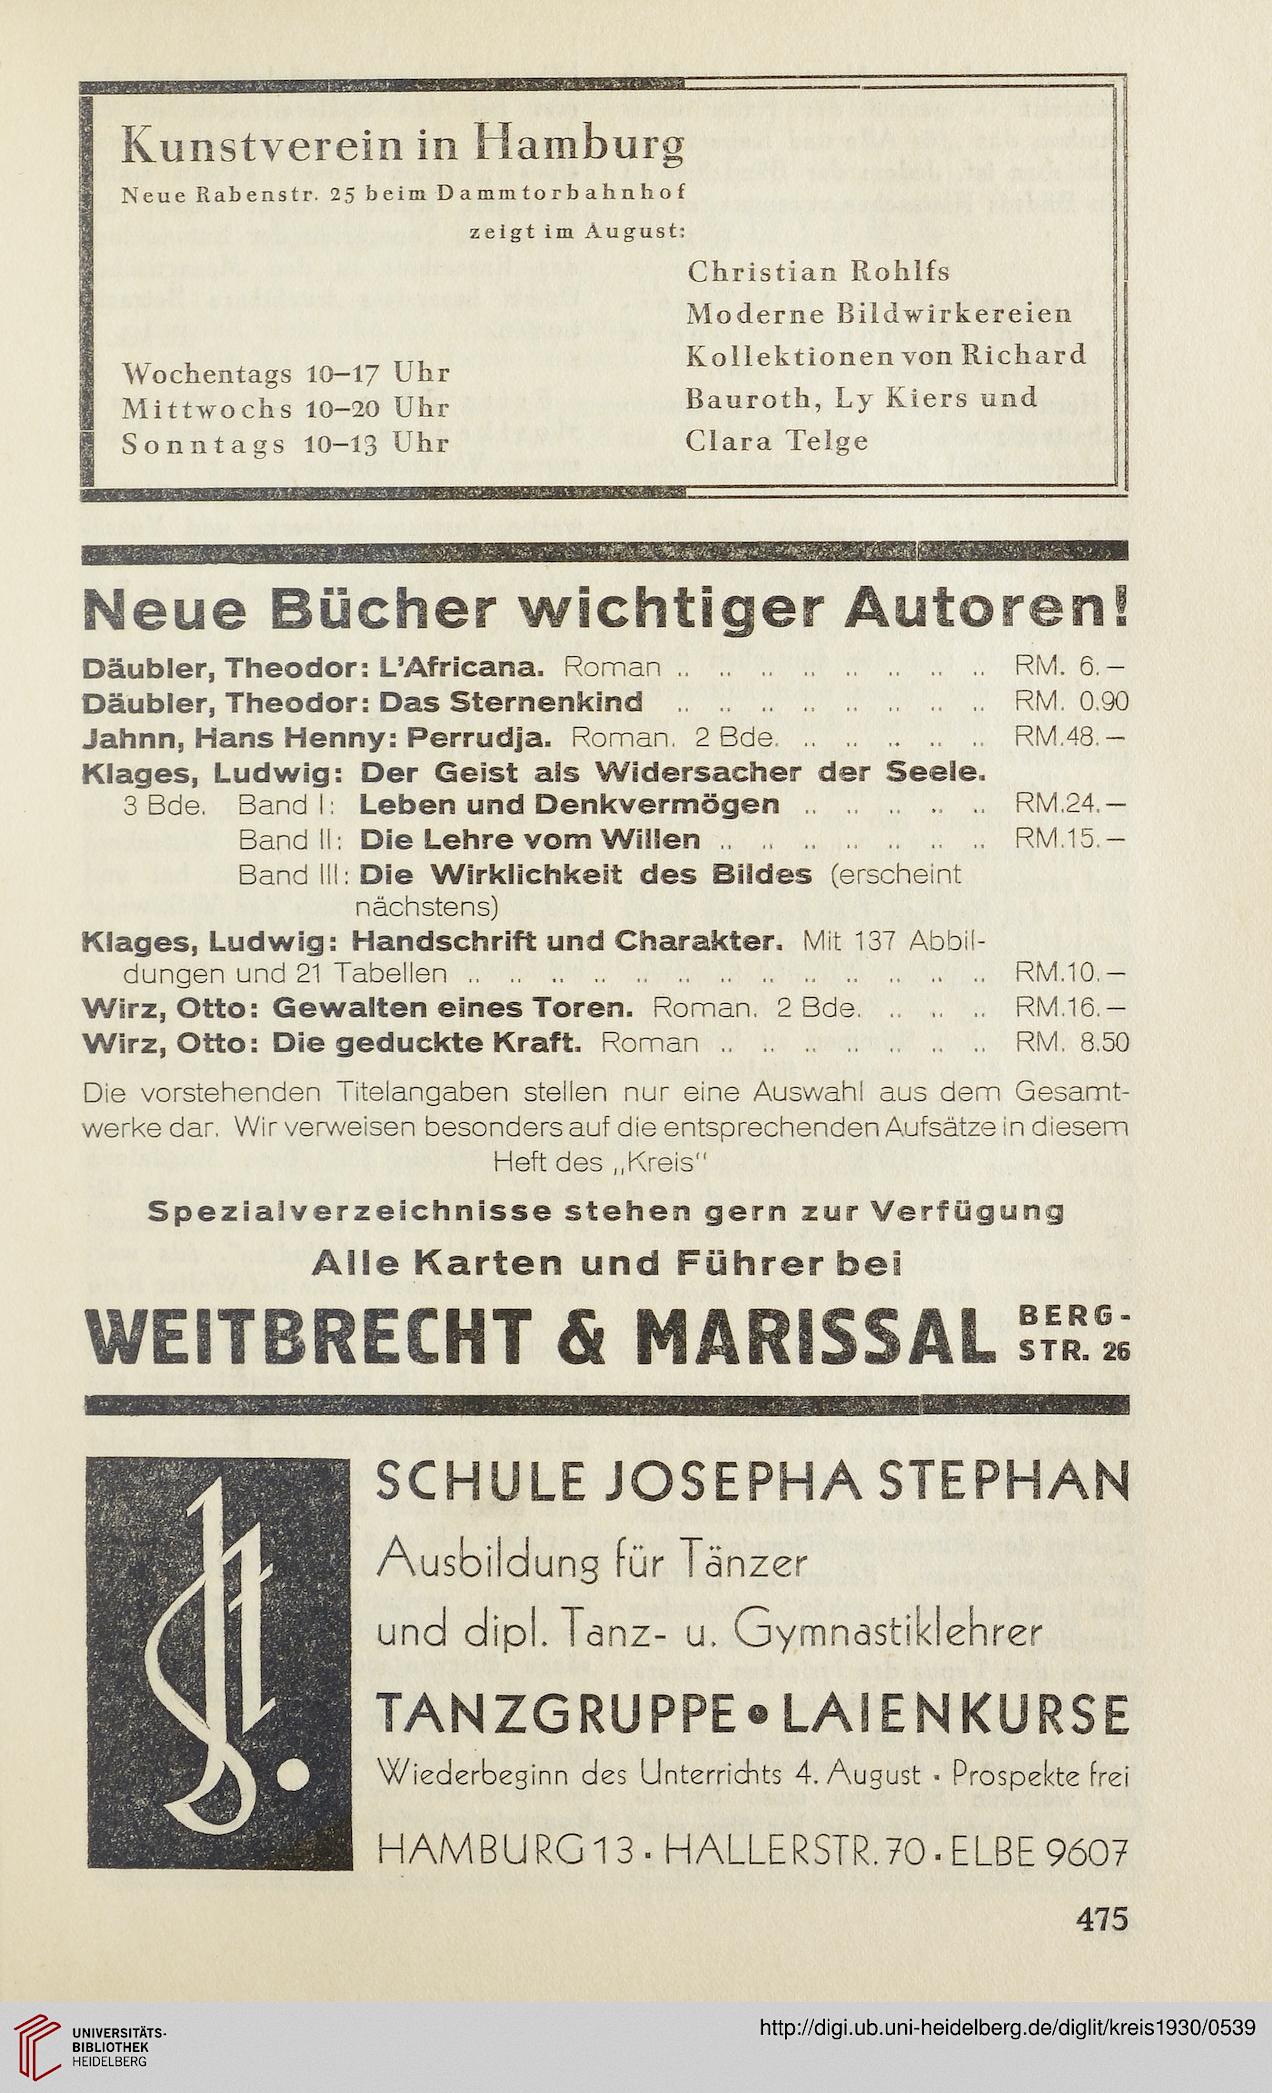 Kunstverein in Hamburg
Neue Rabenstr. 25 beim Dammtorbahnhof
zeigt im August:
Christian Rohlfs
Moderne Bildwirkereien
Kollektionen von Richard
Bauroth, Ly Kiers und
Clara Telge
Wochentags 10–17 Uhr
Mittwochs 10–20 Uhr
Sonntags 10–13 Uhr
Neue Bücher wichtiger Autoren!
Däubler, Theodor: L'Africana. Roman .. .. .. .. .. .. .. .. RM. 6.—
Däubler, Theodor: Das Sternenkind .. .. .. .. .. .. .. .. RM. 0.90
Jahnn, Hans Henny: Perrudja. Roman. 2 Bde. .. .. .. .. .. RM.48.—
Klages, Ludwig: Der Geist als Widersacher der Seele.
3 Bde. Band I: Leben und Denkvermögen .. .. .. .. .. RM.24.—
Band II: Die Lehre vom Willen .. .. .. .. .. .. .. RM.15.—
Band III: Die Wirklichkeit des Bildes (erscheint
nächstens)
Klages, Ludwig: Handschrift und Charakter. Mit 137 Abbil-
dungen und 21 Tabellen .. .. .. .. .. .. .. .. .. .. .. .. .. RM.10.—
Wirz, Otto: Gewalten eines Toren. Roman. 2 Bde. .. .. .. RM.16.—
Wirz, Otto: Die geduckte Kraft. Roman .. .. .. .. .. .. .. RM. 8.50
Die vorstehenden Titelangaben stellen nur eine Auswahl aus dem Gesamt-
werke dar. Wir verweisen besonders auf die entsprechenden Aufsätze in diesem
Heft des „Kreis"
Spezialverzeichnisse stehen gern zur Verfügung
Alle Karten und Führer bei
WEITBRECHT & MARISSAL BERG-
STR. 26
SCHULE JOSEPHA STEPHAN
Ausbildung für Tänzer
und dipl. Tanz- u. Gymnastiklehrer
TANZGRUPPE • LAIENKURSE
Wiederbeginn des Unterrichts 4. August · Prospekte frei
HAMBURG 13 · HALLERSTR. 70 · ELBE 9607
475
UNIVERSITÄTS-
BIBLIOTHEK
HEIDELBERG
http://digi.ub.uni-heidelberg.de/diglit/kreis1930/0539